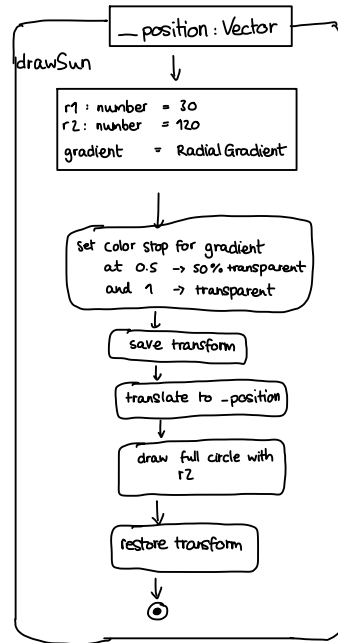 _position: Vector
drawSun
r1: number = 30
r2: number = 120
gradient = Radial Gradient
set color stop for gradient
at 0.5 → 50% transparent
and 1 → transparent
save transform
translate to _position
draw full circle with
r2
restore transform